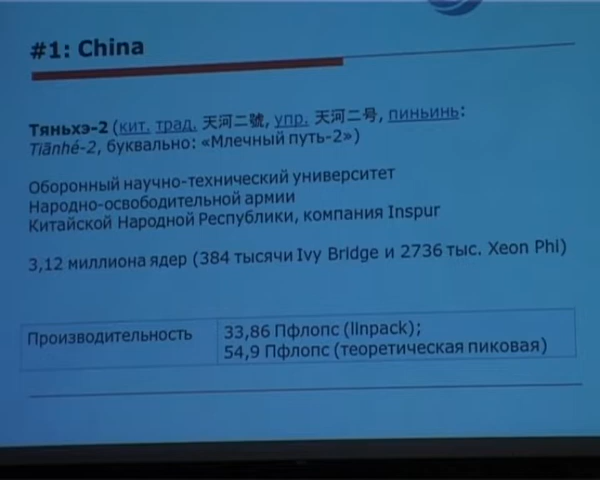 #1: China
Тяньхэ-2 (кит. трад. 天河二號, упр. 天河二号, пиньинь:
Tiānhé-2, буквально: «Млечный путь-2»)
Оборонный научно-технический университет
Народно-освободительной армии
Китайской Народной Республики, компания Inspur
3,12 миллиона ядер (384 тысячи Ivy Bridge и 2736 тыс. Xeon Phi)
Производительность
33,86 Пфлопс (linpack);
54,9 Пфлопс (теоретическая пиковая)